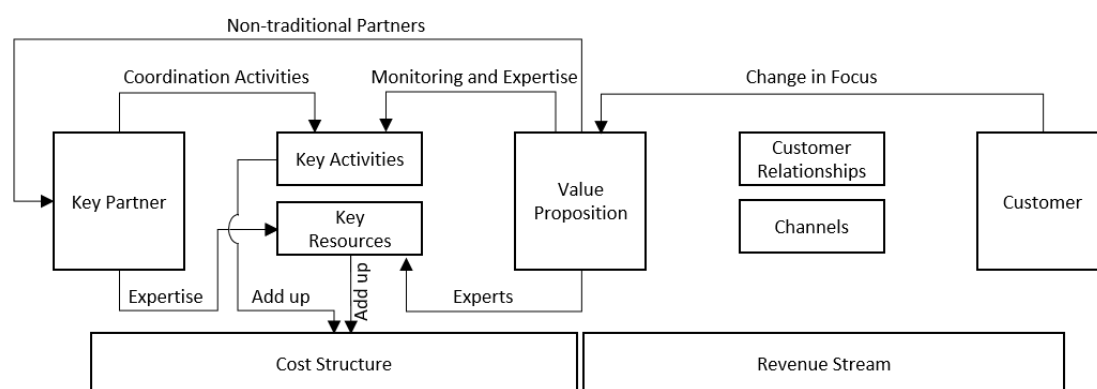 Non-traditional Partners
Coordination Activities
Monitoring and Expertise
Change in Focus
Key Partner
Key Activities
Key
Resources
Value
Proposition
Customer
Relationships
Channels
Customer
Expertise
Add up
Add up
Experts
Cost Structure
Revenue Stream